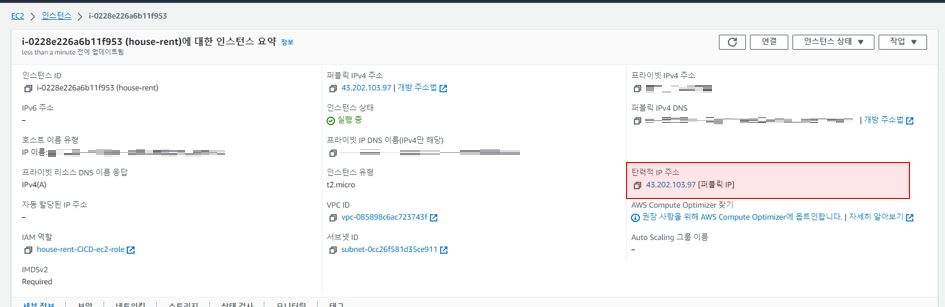 EC2 > 인스턴스 > i-0228e226a6b11f953
i-0228e226a6b11f953 (house-rent)에 대한 인스턴스 요약 정보
less than a minute 전에 업데이트됨
연결
인스턴스 상태
작업
인스턴스 ID
i-0228e226a6b11f953 (house-rent)
퍼블릭 IPv4 주소
43.202.103.97 | 개방 주소법
프라이빗 IPv4 주소
IPv6 주소
–
인스턴스 상태
실행 중
퍼블릭 IPv4 DNS
| 개방 주소법
호스트 이름 유형
IP 이름:
프라이빗 IP DNS 이름(IPv4만 해당)
프라이빗 리소스 DNS 이름 응답
IPv4(A)
인스턴스 유형
t2.micro
탄력적 IP 주소
43.202.103.97 [퍼블릭 IP]
자동 할당된 IP 주소
–
VPC ID
vpc-085898c6ac723743f
AWS Compute Optimizer 찾기
권장 사항을 위해 AWS Compute Optimizer에 옵트인합니다. | 자세히 알아보기
IAM 역할
house-rent-CICD-ec2-role
서브넷 ID
subnet-0cc26f581d35ce911
Auto Scaling 그룹 이름
–
IMDSv2
Required
세부 정보
보안
네트워킹
스토리지
상태 검사
모니터링
태그